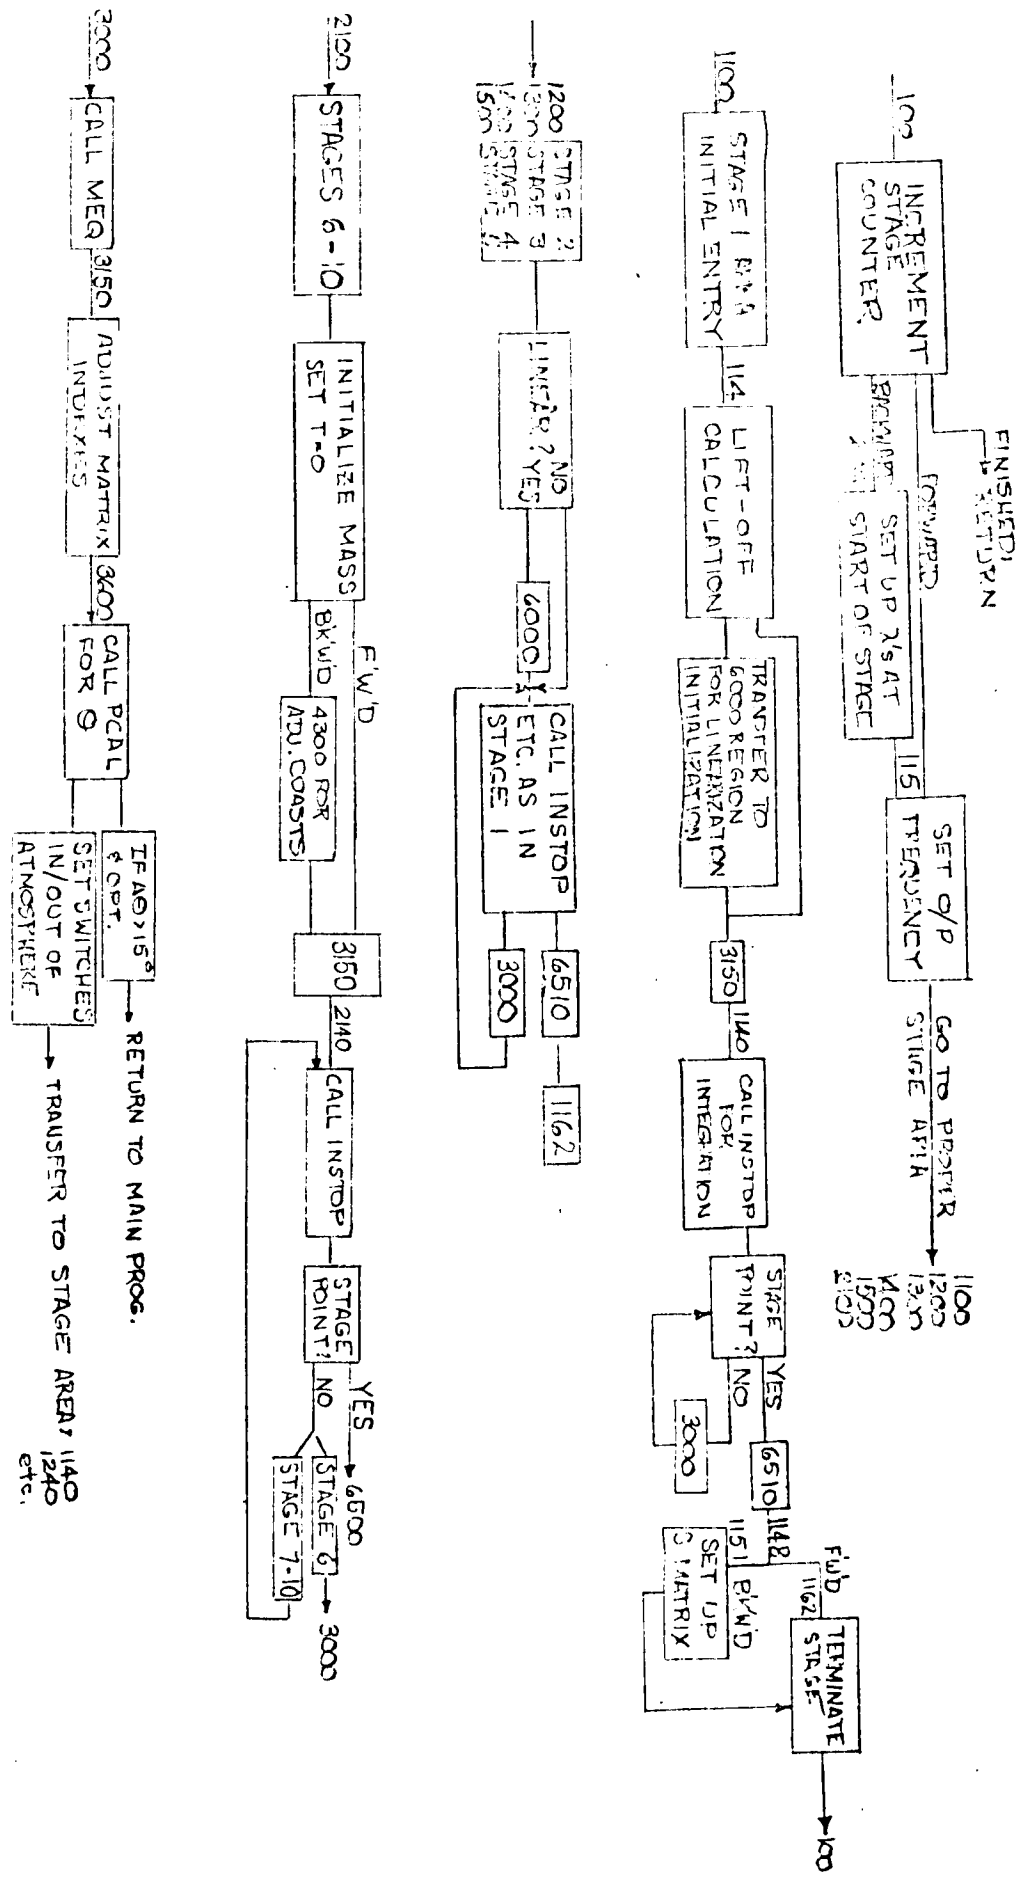 100
INCREMENT
STAGE
COUNTER
FINISHED:
RETURN
FORWARD
SET UP λ's AT
START OF STAGE
115
SET O/P
FREQUENCY
GO TO PROPER
STAGE AREA
1100
1200
1300
1400
1500
2100
1100
STAGE 1
INITIAL ENTRY
114
LIFT-OFF
CALCULATION
TRANSFER TO
6000 REGION
FOR LINEARIZATION
INITIALIZATION
3150
1140
CALL INSTOP
FOR
INTEGRATION
STAGE
POINT?
YES
NO
3000
6510
1148
F'W'D
1162
1151
B'K'W'D
SET UP
S MATRIX
TERMINATE
STAGE
100
1200 STAGE 2
1300 STAGE 3
1400 STAGE 4
1500 STAGE
LINEAR? NO
YES
6000
CALL INSTOP
ETC. AS IN
STAGE 1
6510
3000
1162
2100
STAGES 6-10
INITIALIZE MASS
SET T=0
F'W'D
BK'W'D
4300 FOR
ADJ. COASTS
3150
2140
CALL INSTOP
STAGE
POINT?
YES
6500
NO
STAGE 6
3000
STAGE 7-10
3000
CALL MEQ
3150
ADJUST MATRIX
INDEXES
3600
CALL PCAL
FOR θ
IF Δθ>15°
& OPT.
RETURN TO MAIN PROG.
SET SWITCHES
IN/OUT OF
ATMOSPHERE
TRANSFER TO STAGE AREA, 1140
1240
etc.